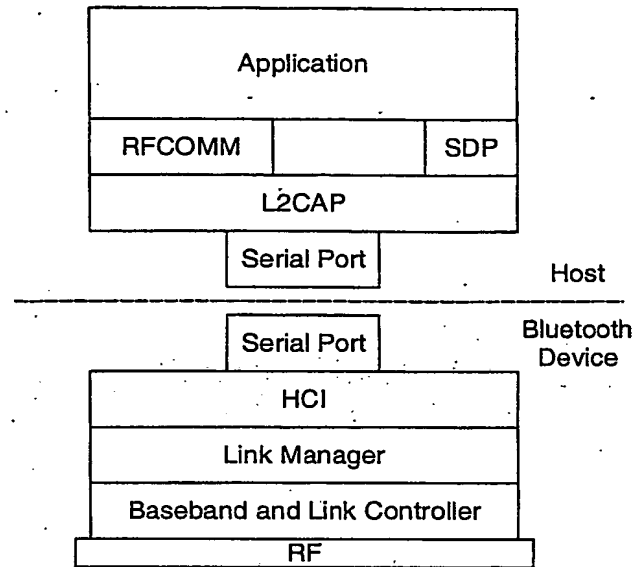 Application
RFCOMM
SDP
L2CAP
Serial Port
Host
Serial Port
Bluetooth
Device
HCI
Link Manager
Baseband and Link Controller
RF